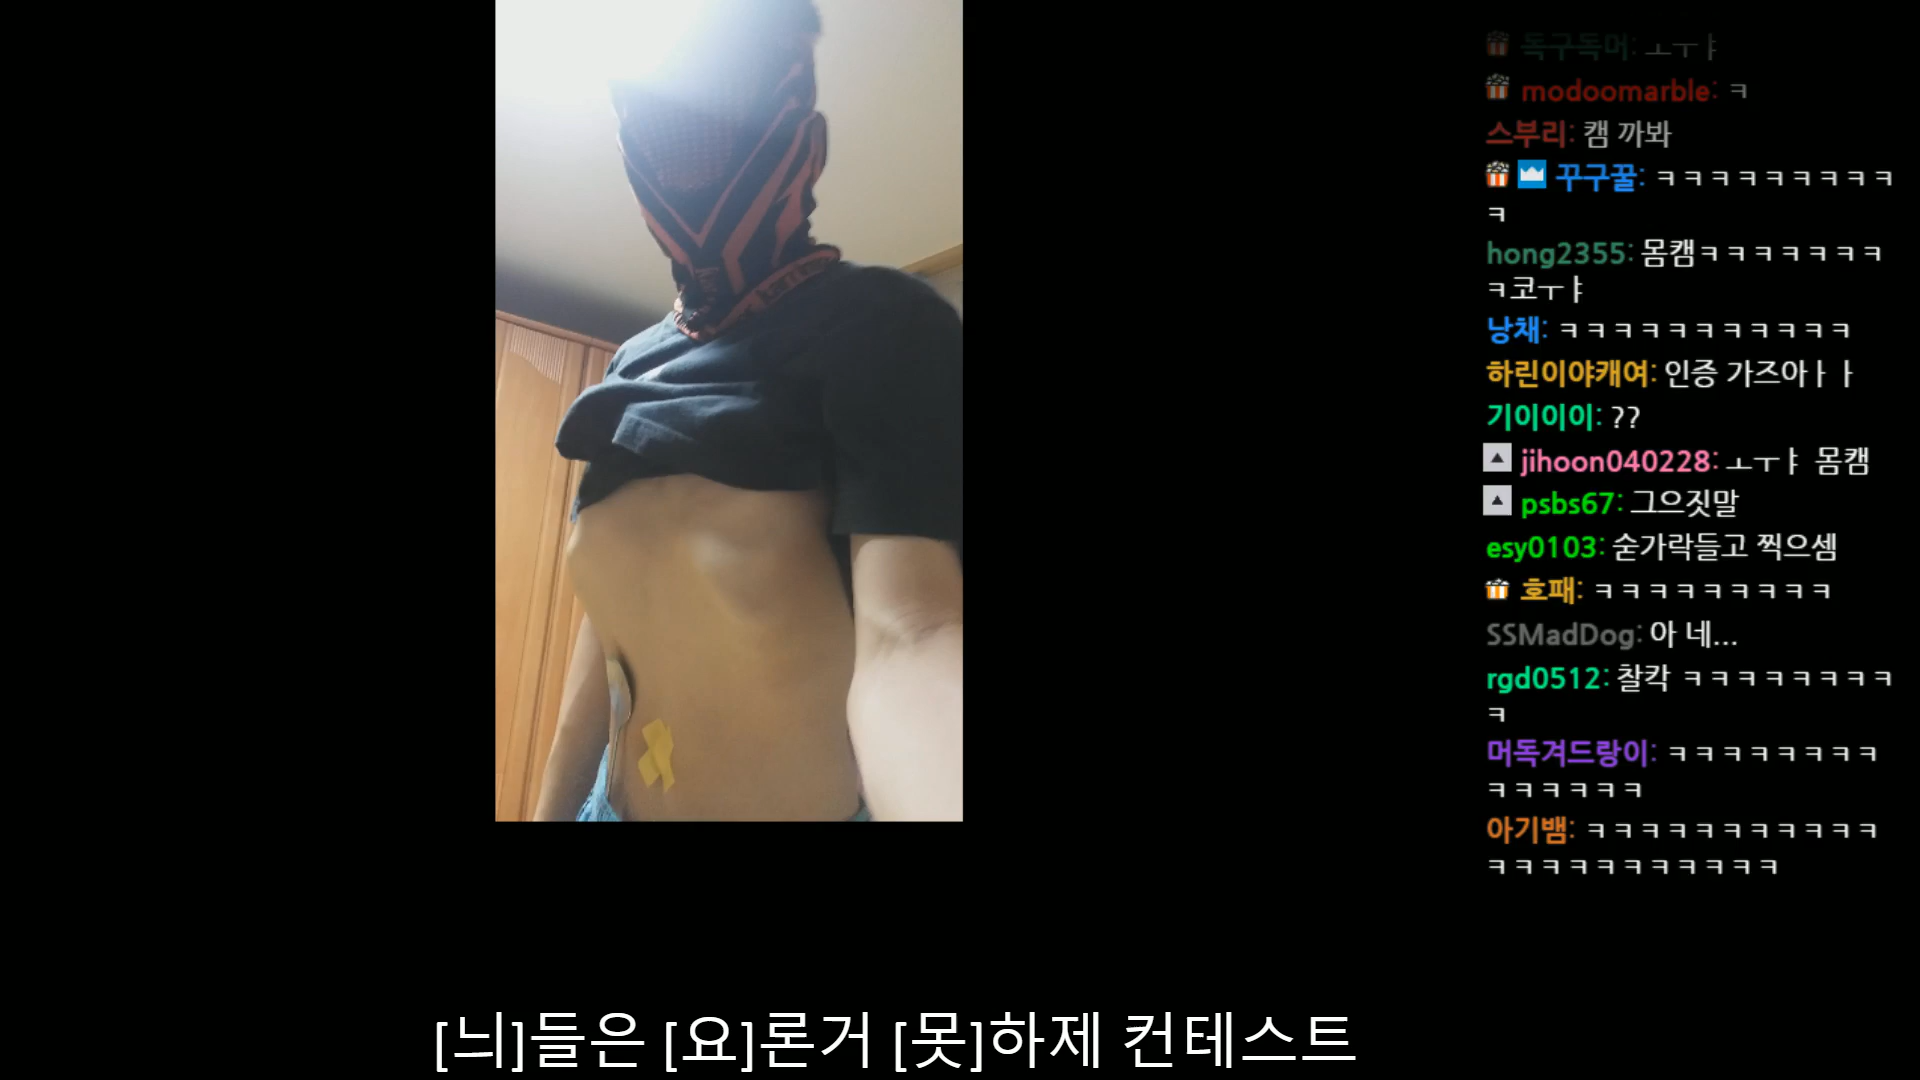 독구독머: ㅗㅜㅑ
modoomarble: ㅋ
스부리: 캠 까봐
꾸구꿀: ㅋㅋㅋㅋㅋㅋㅋㅋㅋ
ㅋ
hong2355: 몸캠ㅋㅋㅋㅋㅋㅋㅋ
ㅋ코ㅜㅑ
낭채: ㅋㅋㅋㅋㅋㅋㅋㅋㅋㅋㅋ
하린이야캐여: 인증 가즈아ㅏㅏ
기이이이: ??
jihoon040228: ㅗㅜㅑ 몸캠
psbs67: 그으짓말
esy0103: 숟가락들고 찍으셈
호패: ㅋㅋㅋㅋㅋㅋㅋㅋㅋ
SSMadDog: 아 네...
rgd0512: 찰칵 ㅋㅋㅋㅋㅋㅋㅋㅋ
ㅋ
머독겨드랑이: ㅋㅋㅋㅋㅋㅋㅋㅋ
ㅋㅋㅋㅋㅋㅋ
아기뱀: ㅋㅋㅋㅋㅋㅋㅋㅋㅋㅋㅋ
ㅋㅋㅋㅋㅋㅋㅋㅋㅋㅋㅋ
[늬]들은 [요]론거 [못]하제 컨테스트